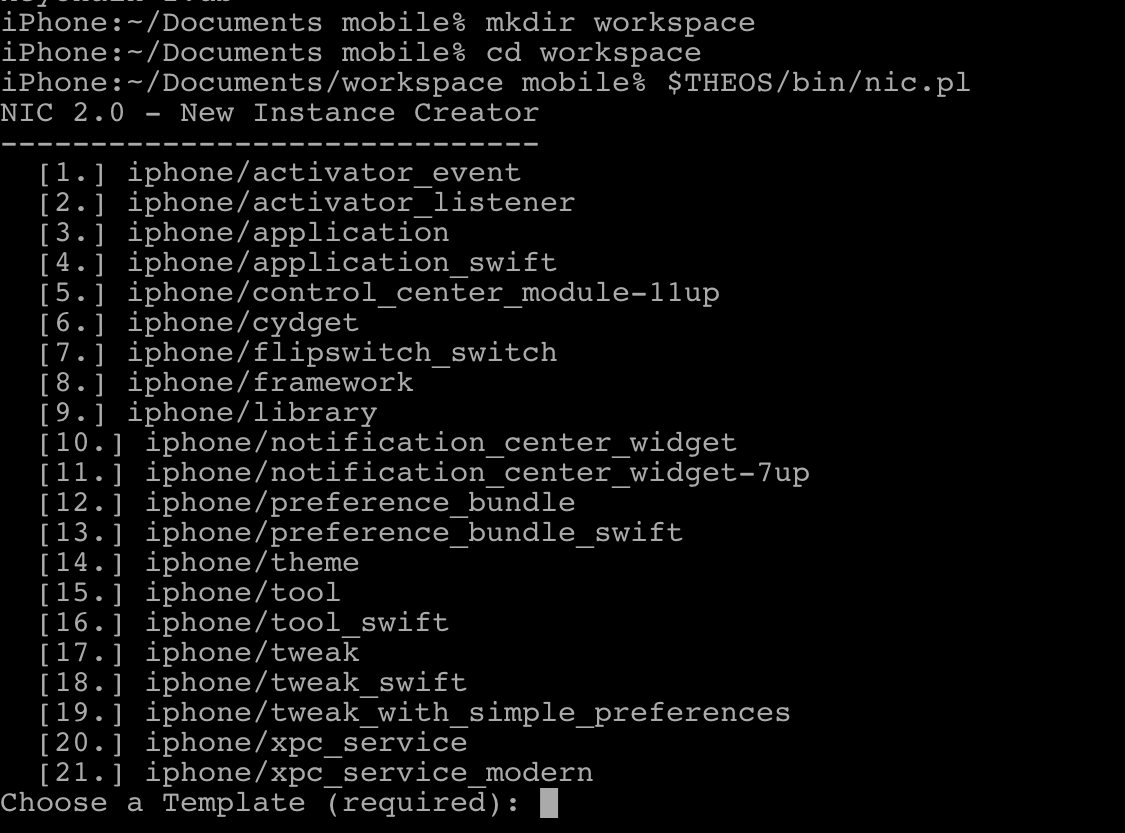 iPhone:~/Documents mobile% mkdir workspace
iPhone:~/Documents mobile% cd workspace
iPhone:~/Documents/workspace mobile% $THEOS/bin/nic.pl
NIC 2.0 - New Instance Creator
------------------------------
  [1.] iphone/activator_event
  [2.] iphone/activator_listener
  [3.] iphone/application
  [4.] iphone/application_swift
  [5.] iphone/control_center_module-11up
  [6.] iphone/cydget
  [7.] iphone/flipswitch_switch
  [8.] iphone/framework
  [9.] iphone/library
  [10.] iphone/notification_center_widget
  [11.] iphone/notification_center_widget-7up
  [12.] iphone/preference_bundle
  [13.] iphone/preference_bundle_swift
  [14.] iphone/theme
  [15.] iphone/tool
  [16.] iphone/tool_swift
  [17.] iphone/tweak
  [18.] iphone/tweak_swift
  [19.] iphone/tweak_with_simple_preferences
  [20.] iphone/xpc_service
  [21.] iphone/xpc_service_modern
Choose a Template (required):